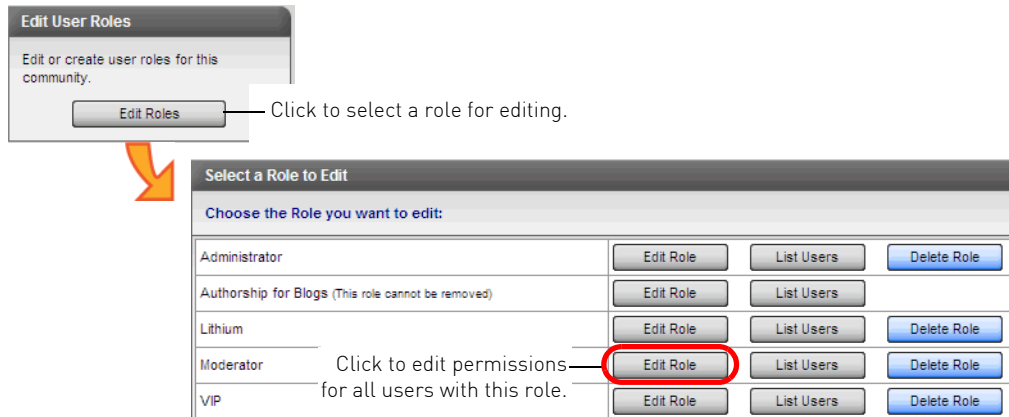 Edit User Roles
Edit or create user roles for this
community.
Edit Roles
Click to select a role for editing.
Select a Role to Edit
Choose the Role you want to edit:
Administrator Edit Role List Users Delete Role
Authorship for Blogs (This role cannot be removed) Edit Role List Users
Lithium Edit Role List Users Delete Role
Moderator Edit Role List Users Delete Role
Click to edit permissions
for all users with this role.
VIP Edit Role List Users Delete Role